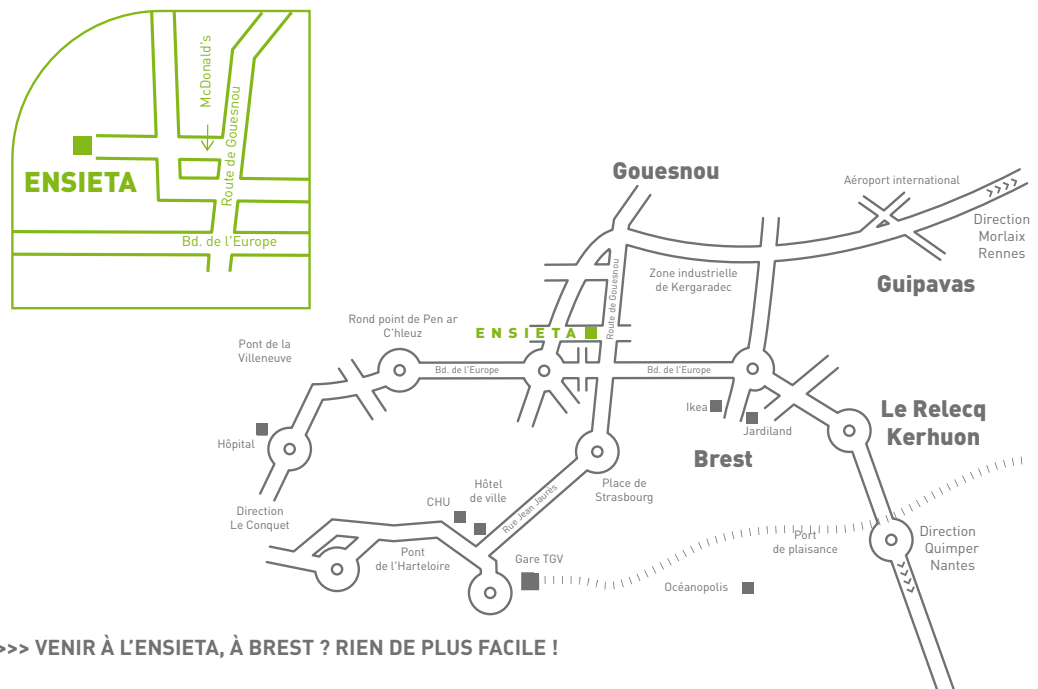 McDonald's
Route de Gouesnou
ENSIETA
Bd. de l'Europe
Gouesnou
Aéroport international
Direction
Morlaix
Rennes
Zone industrielle
de Kergaradec
Guipavas
Route de Gouesnou
Rond point de Pen ar
C'hleuz
ENSIETA
Pont de la
Villeneuve
Bd. de l'Europe
Bd. de l'Europe
Ikea
Jardiland
Le Relecq
Kerhuon
Hôpital
Brest
Hôtel
de ville
CHU
Rue Jean Jaurès
Place de
Strasbourg
Direction
Le Conquet
Pont
de l'Harteloire
Gare TGV
Port
de plaisance
Direction
Quimper
Nantes
Océanopolis
>>> VENIR À L'ENSIETA, À BREST ? RIEN DE PLUS FACILE !